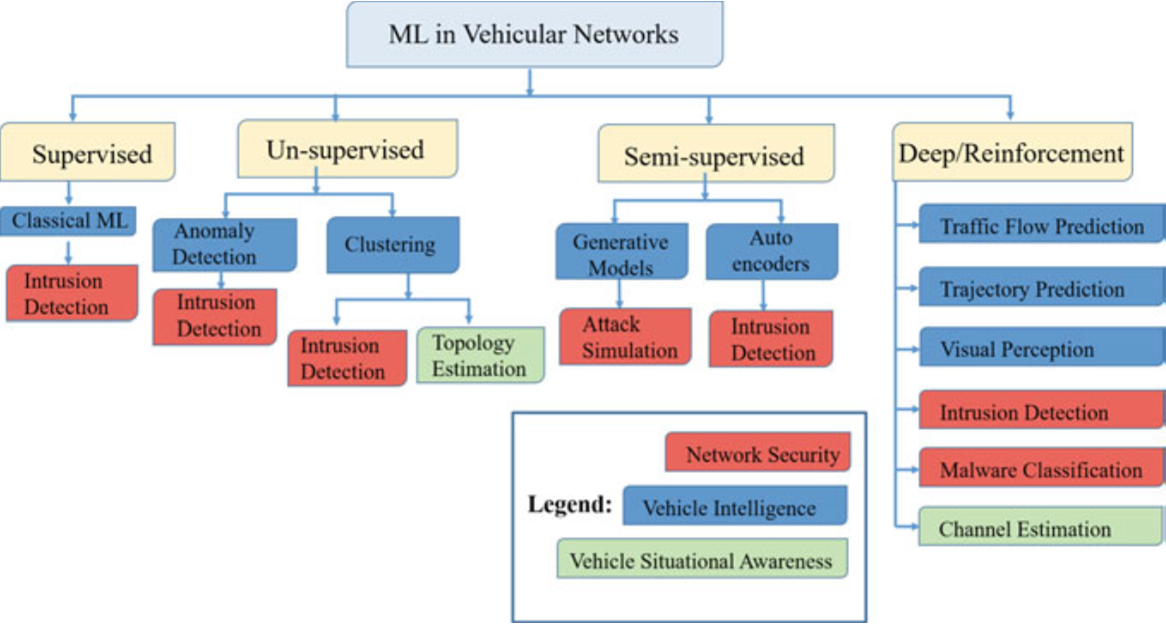 ML in Vehicular Networks
Supervised
Un-supervised
Semi-supervised
Deep/Reinforcement
Classical ML
Intrusion
Detection
Anomaly
Detection
Intrusion
Detection
Clustering
Intrusion
Detection
Topology
Estimation
Generative
Models
Attack
Simulation
Auto
encoders
Intrusion
Detection
Traffic Flow Prediction
Trajectory Prediction
Visual Perception
Intrusion Detection
Malware Classification
Channel Estimation
Legend:
Network Security
Vehicle Intelligence
Vehicle Situational Awareness